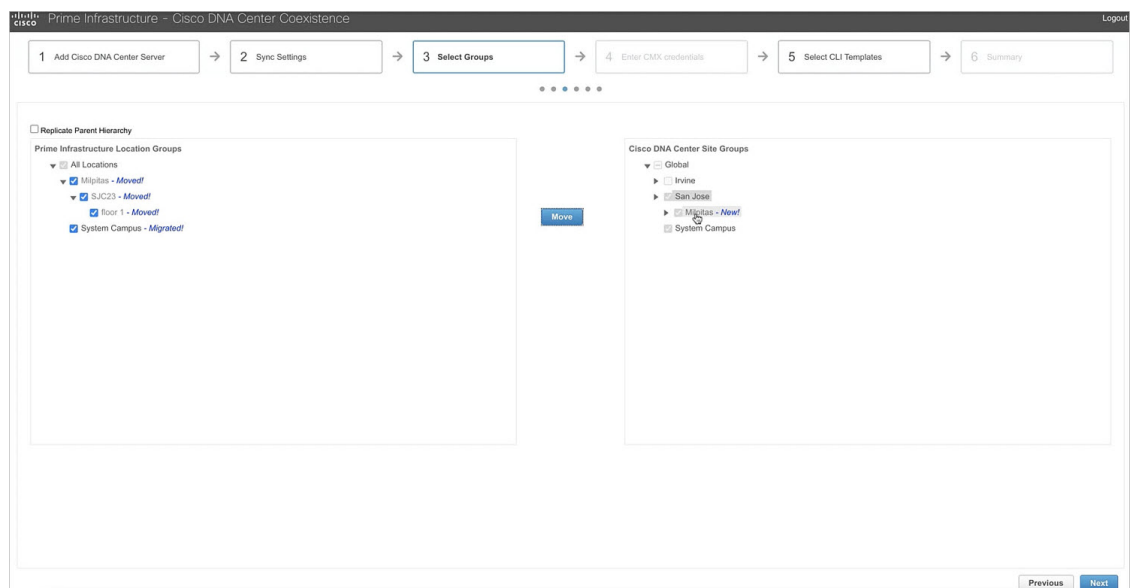 CISCO Prime Infrastructure - Cisco DNA Center Coexistence Logout
1 Add Cisco DNA Center Server
2 Sync Settings
3 Select Groups
4 Enter CMX credentials
5 Select CLI Templates
6 Summary
Replicate Parent Hierarchy
Prime Infrastructure Location Groups
All Locations
Milpitas - Moved!
SJC23 - Moved!
floor 1 - Moved!
System Campus - Migrated!
Move
Cisco DNA Center Site Groups
Global
Irvine
San Jose
Milpitas - New!
System Campus
Previous Next